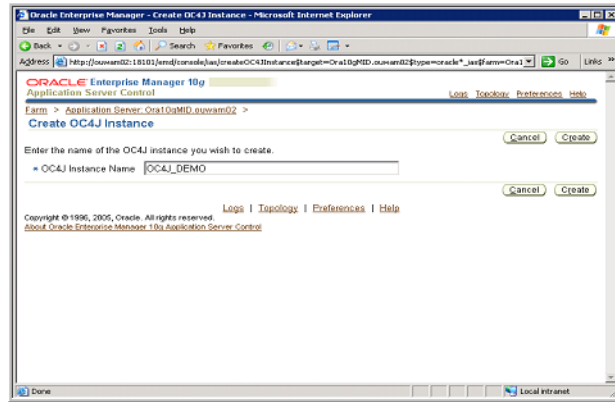 Oracle Enterprise Manager - Create OC4J Instance - Microsoft Internet Explorer
File Edit View Favorites Tools Help
Back Search Favorites
Address http://ouwam02:18101/emd/console/ias/createOC4JInstance$target=Ora10gMID.ouwam02$type=oracle*_ias$farm=Ora1 Go Links »
ORACLE Enterprise Manager 10g
Application Server Control
Logs Topology Preferences Help
Farm > Application Server: Ora10gMID.ouwam02 >
Create OC4J Instance
Cancel Create
Enter the name of the OC4J instance you wish to create.
* OC4J Instance Name OC4J_DEMO
Cancel Create
Logs | Topology | Preferences | Help
Copyright © 1996, 2005, Oracle. All rights reserved.
About Oracle Enterprise Manager 10g Application Server Control
Done Local intranet